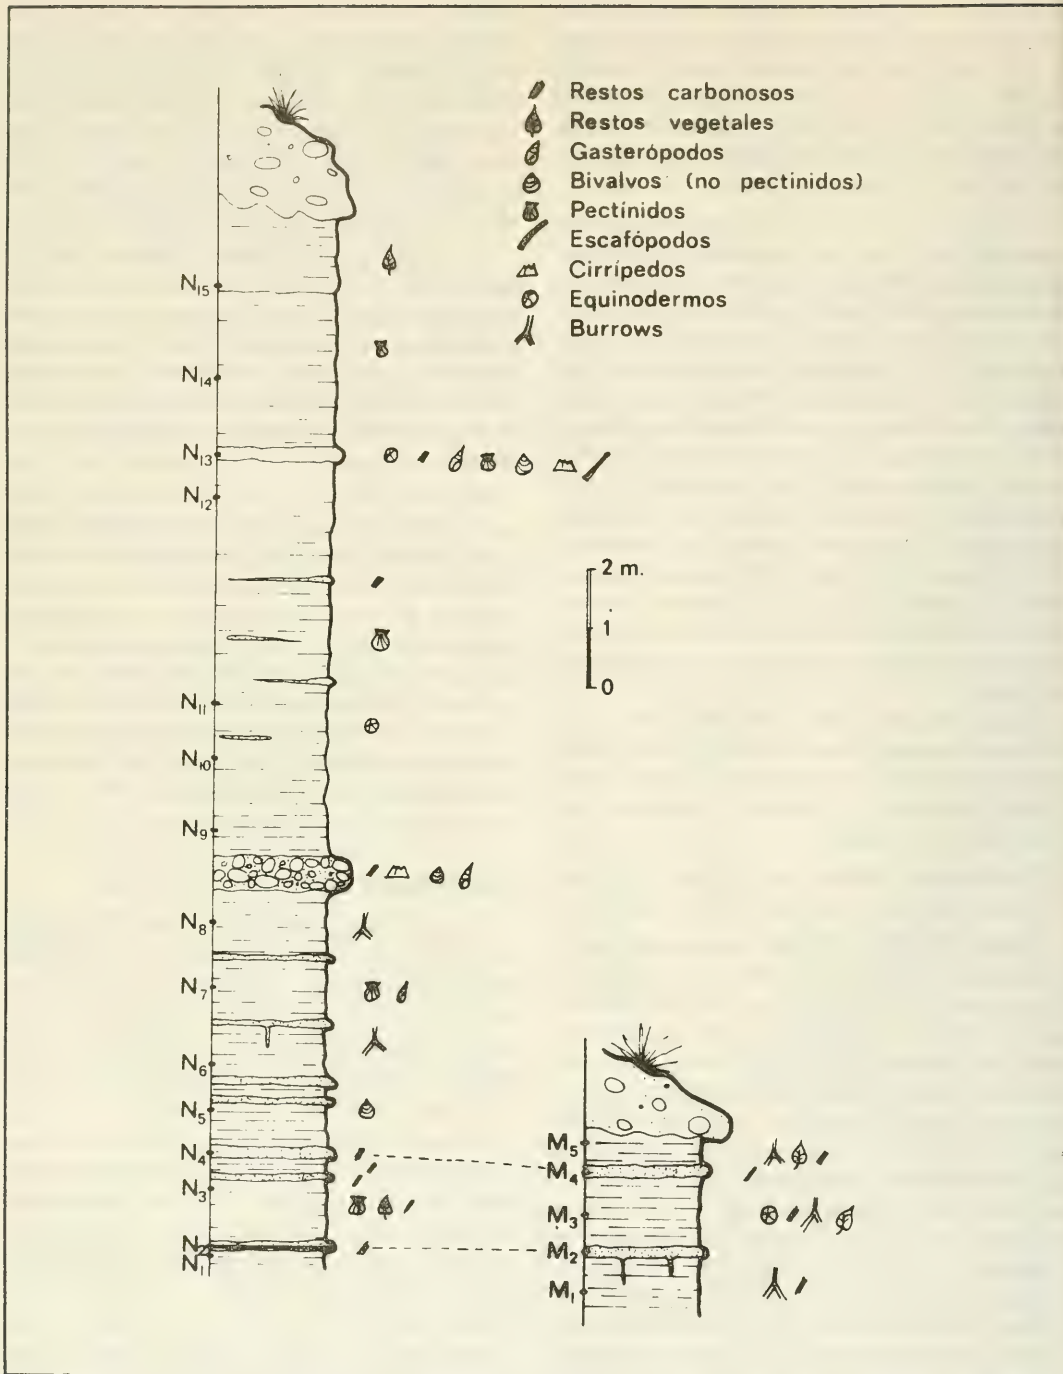 Restos carbonosos
Restos vegetales
Gasterópodos
Bivalvos (no pectinidos)
Pectínidos
Escafópodos
Cirrípedos
Equinodermos
Burrows
N15
N14
N13
N12
N11
N10
N9
N8
N7
N6
N5
N4
N3
N2
N1
2 m.
1
0
M5
M4
M3
M2
M1